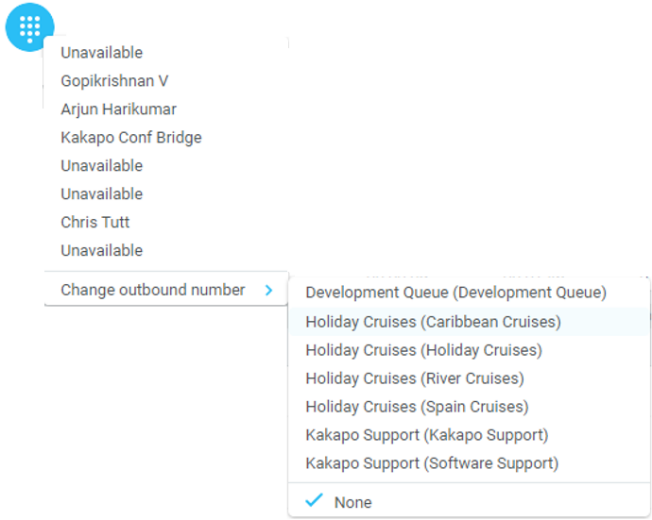 Unavailable
Gopikrishnan V
Arjun Harikumar
Kakapo Conf Bridge
Unavailable
Unavailable
Chris Tutt
Unavailable
Change outbound number
Development Queue (Development Queue)
Holiday Cruises (Caribbean Cruises)
Holiday Cruises (Holiday Cruises)
Holiday Cruises (River Cruises)
Holiday Cruises (Spain Cruises)
Kakapo Support (Kakapo Support)
Kakapo Support (Software Support)
None